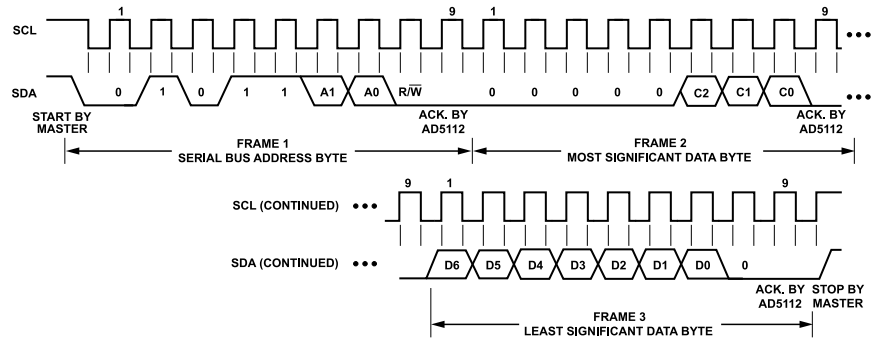 1 9 1 9
SCL
SDA 0 1 0 1 1 A1 A0 R/W̅ 0 0 0 0 C2 C1 C0
START BY MASTER
ACK. BY AD5112
ACK. BY AD5112
FRAME 1
SERIAL BUS ADDRESS BYTE
FRAME 2
MOST SIGNIFICANT DATA BYTE
9 1 9
SCL (CONTINUED)
SDA (CONTINUED) D6 D5 D4 D3 D2 D1 D0 0
ACK. BY AD5112
STOP BY MASTER
FRAME 3
LEAST SIGNIFICANT DATA BYTE